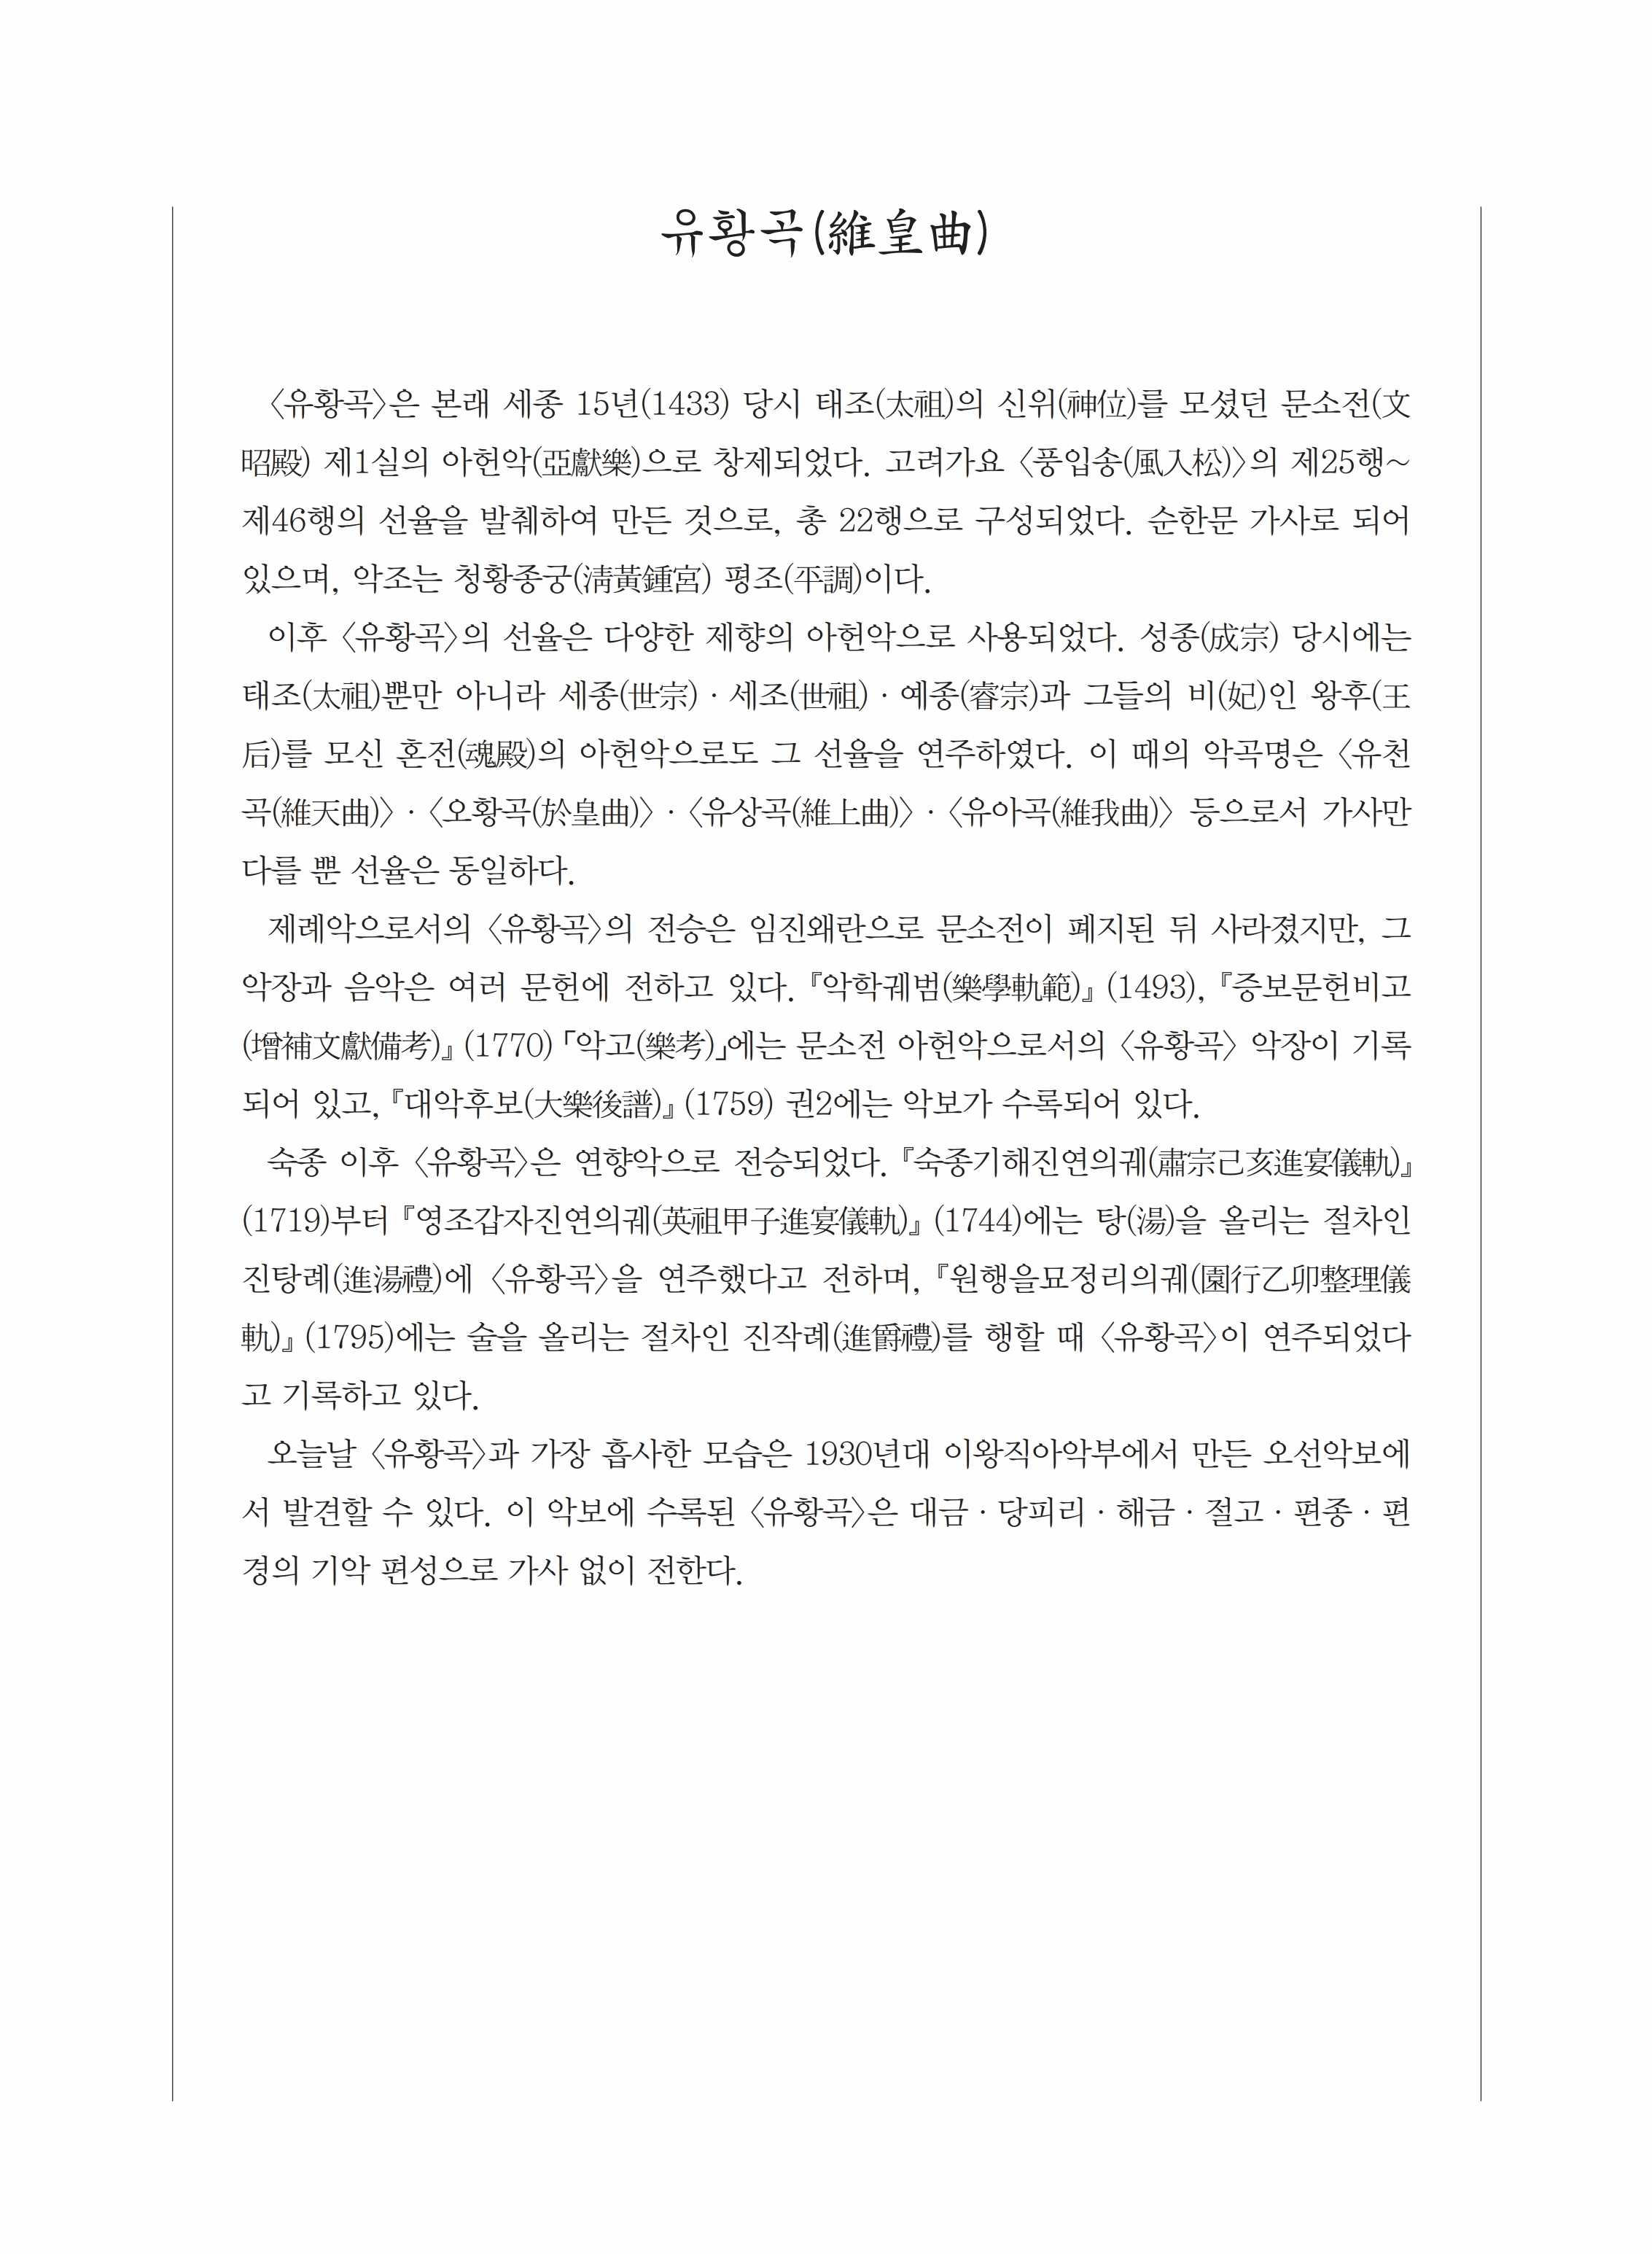 유황곡(維皇曲)
〈유황곡〉은 본래 세종 15년(1433) 당시 태조(太祖)의 신위(神位)를 모셨던 문소전(文
昭殿) 제1실의 아헌악(亞獻樂)으로 창제되었다. 고려가요 〈풍입송(風入松)〉의 제25행~
제46행의 선율을 발췌하여 만든 것으로, 총 22행으로 구성되었다. 순한문 가사로 되어
있으며, 악조는 청황종궁(淸黃鍾宮) 평조(平調)이다.
이후 〈유황곡〉의 선율은 다양한 제향의 아헌악으로 사용되었다. 성종(成宗) 당시에는
태조(太祖)뿐만 아니라 세종(世宗)·세조(世祖)·예종(睿宗)과 그들의 비(妃)인 왕후(王
后)를 모신 혼전(魂殿)의 아헌악으로도 그 선율을 연주하였다. 이 때의 악곡명은 〈유천
곡(維天曲)〉·〈오황곡(於皇曲)〉·〈유상곡(維上曲)〉·〈유아곡(維我曲)〉 등으로서 가사만
다를 뿐 선율은 동일하다.
제례악으로서의 〈유황곡〉의 전승은 임진왜란으로 문소전이 폐지된 뒤 사라졌지만, 그
악장과 음악은 여러 문헌에 전하고 있다. 『악학궤범(樂學軌範)』(1493), 『증보문헌비고
(增補文獻備考)』(1770) 「악고(樂考)」에는 문소전 아헌악으로서의 〈유황곡〉 악장이 기록
되어 있고, 『대악후보(大樂後譜)』(1759) 권2에는 악보가 수록되어 있다.
숙종 이후 〈유황곡〉은 연향악으로 전승되었다. 『숙종기해진연의궤(肅宗己亥進宴儀軌)』
(1719)부터 『영조갑자진연의궤(英祖甲子進宴儀軌)』(1744)에는 탕(湯)을 올리는 절차인
진탕례(進湯禮)에 〈유황곡〉을 연주했다고 전하며, 『원행을묘정리의궤(園行乙卯整理儀
軌)』(1795)에는 술을 올리는 절차인 진작례(進爵禮)를 행할 때 〈유황곡〉이 연주되었다
고 기록하고 있다.
오늘날 〈유황곡〉과 가장 흡사한 모습은 1930년대 이왕직아악부에서 만든 오선악보에
서 발견할 수 있다. 이 악보에 수록된 〈유황곡〉은 대금·당피리·해금·절고·편종·편
경의 기악 편성으로 가사 없이 전한다.